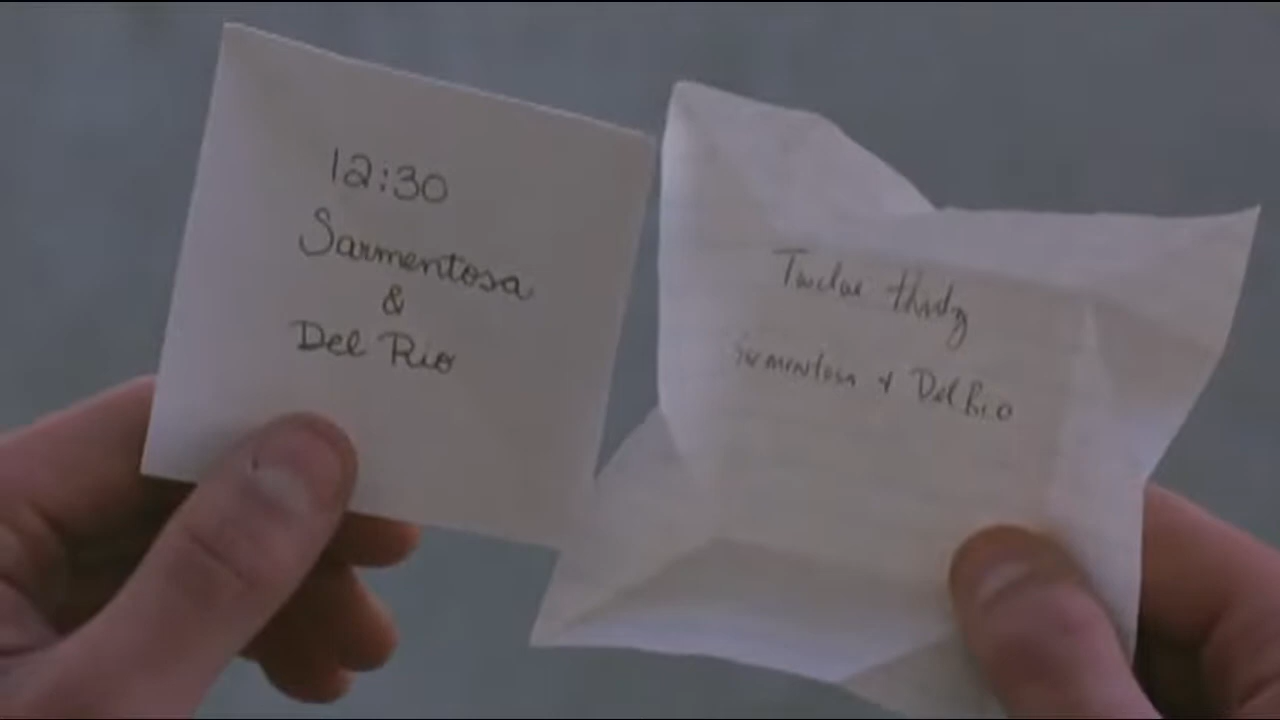 12:30
Sarmentosa
&
Del Rio
Twelve thirty
Sarmentosa & Del Rio